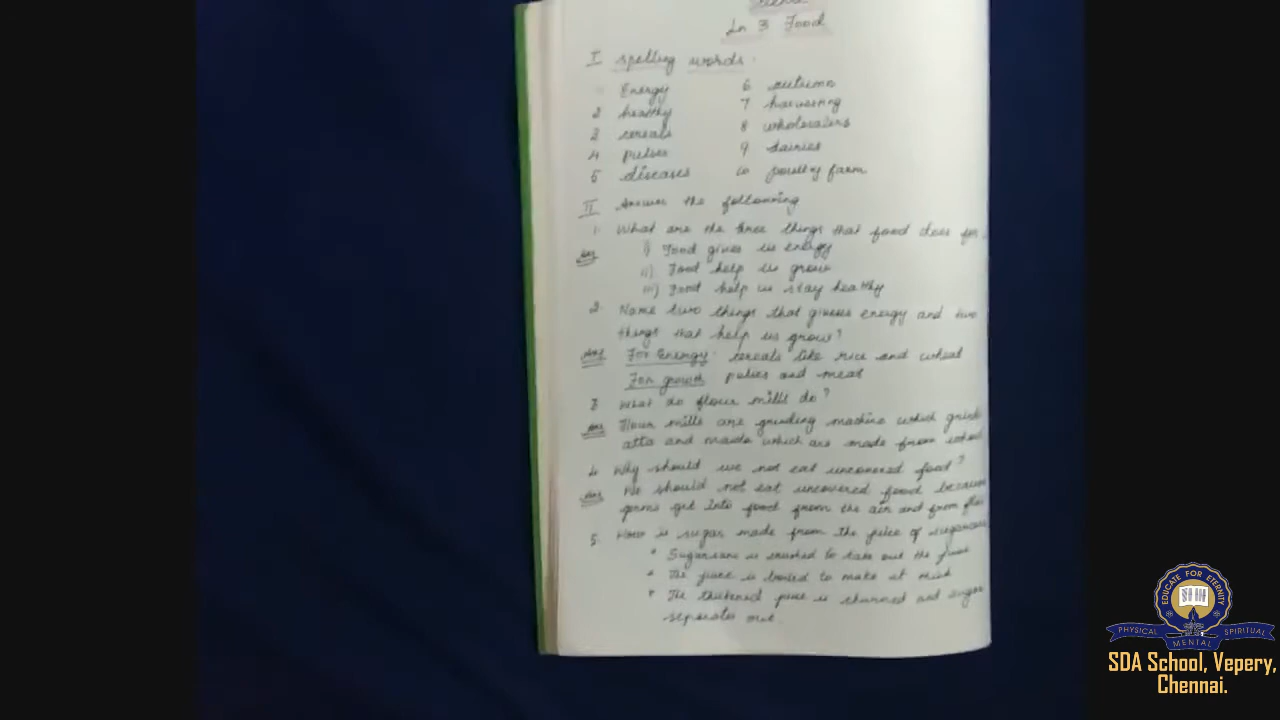 Ln 3 Food
I spelling words.
1 Energy
2 healthy
3 cereals
4 pulses
5 diseases
6 autumn
7 harvesting
8 wholesalers
9 dairies
10 poultry farm
II Answer the following
1. What are the three things that food does for
Ans i) Food gives us energy
ii) Food help us grow
iii) Food help us stay healthy
2. Name two things that gives energy and two
things that help us grow?
Ans For Energy: cereals like rice and wheat
For growth pulses and meat
3 What do flour mills do?
Ans Flour mills are grinding machine which grind
atta and maida which are made from wheat
4. Why should we not eat uncovered food?
Ans We should not eat uncovered food because
germs get into food from the air and from flies
5. How is sugar made from the juice of sugarcane
* Sugarcane is crushed to take out the juice
* The juice is boiled to make it thick
* The thickened juice is churned and sugar
separates out.
EDUCATE FOR ETERNITY
PHYSICAL MENTAL SPIRITUAL
SDA School, Vepery,
Chennai.